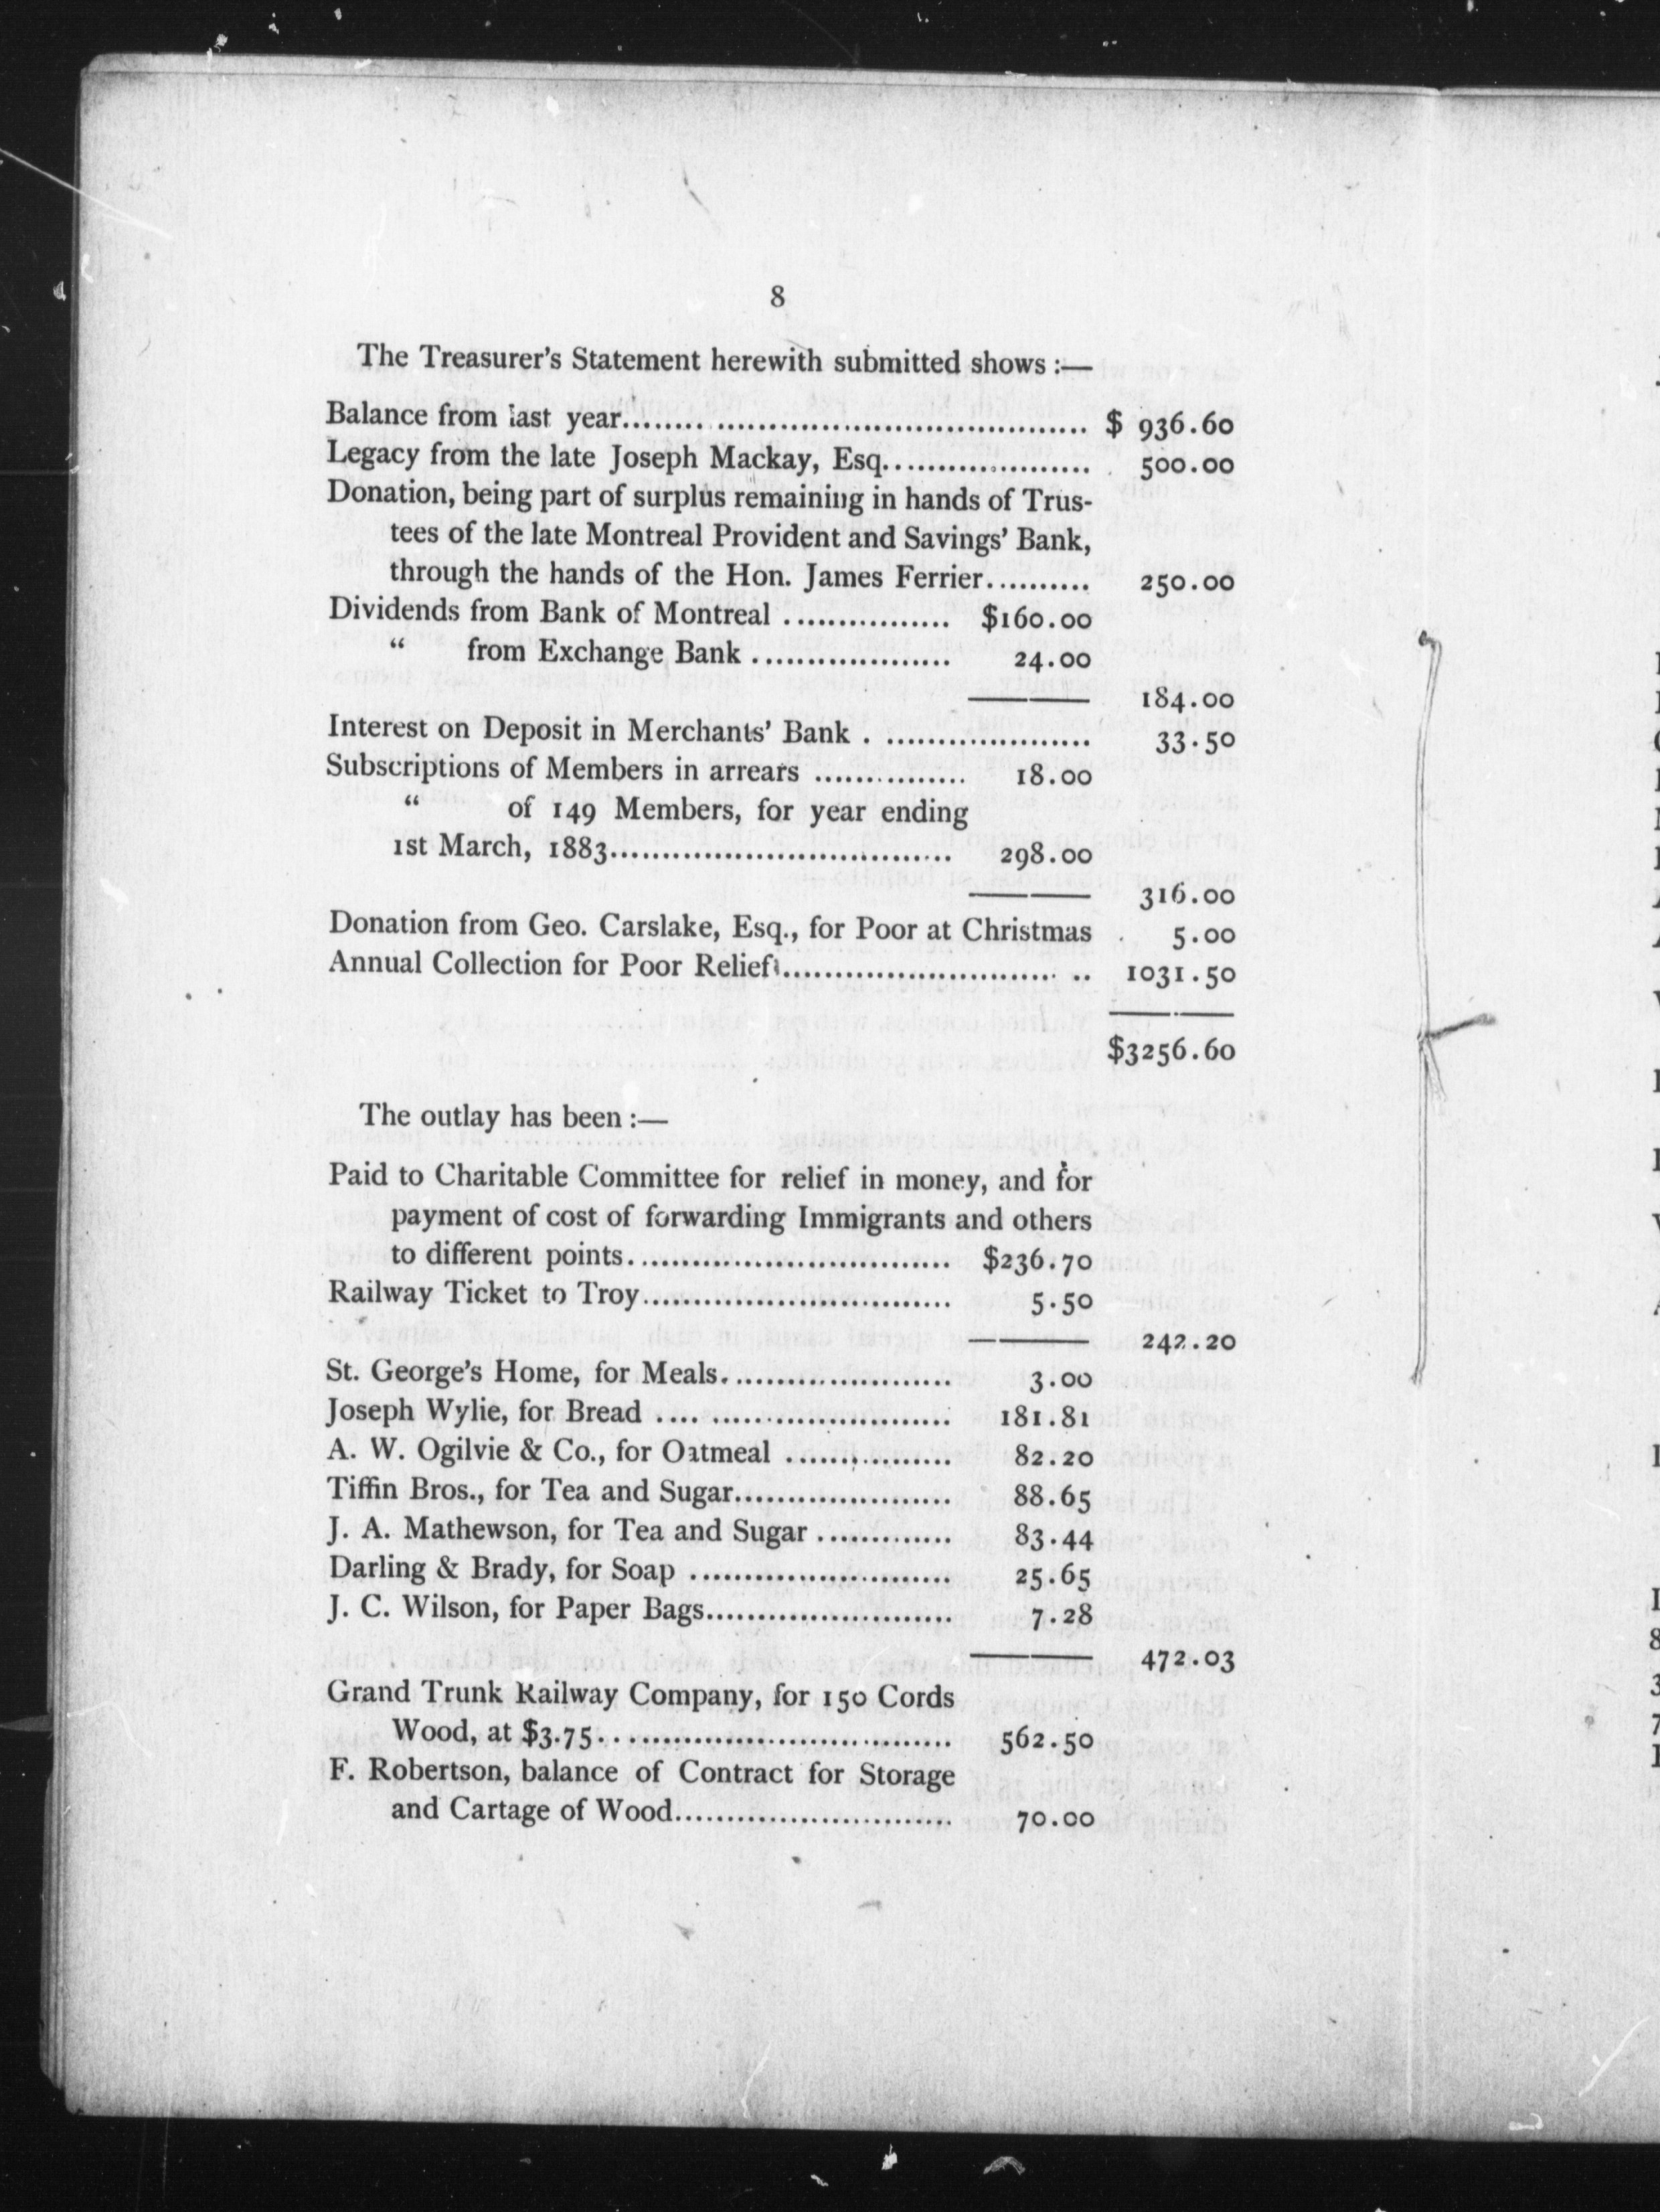 8
The Treasurer's Statement herewith submitted shows :—
Balance from last year........ .................................... $ 936.60
Legacy from the late Joseph Mackay, Esq.................... 500.00
Donation, being part of surplus remaining in hands of Trus-
tees of the late Montreal Provident and Savings' Bank,
through the hands of the Hon. James Ferrier.......... 250.00
Dividends from Bank of Montreal ................ $160.00
“ from Exchange Bank ................... 24.00
184.00
Interest on Deposit in Merchants' Bank . .................... 33.50
Subscriptions of Members in arrears ............... 18.00
“ of 149 Members, for year ending
1st March, 1883.................................. 298.00
316.00
Donation from Geo. Carslake, Esq., for Poor at Christmas . 5.00
Annual Collection for Poor Relief........................... .. 1031.50
$3256.60
The outlay has been :—
Paid to Charitable Committee for relief in money, and for
payment of cost of forwarding Immigrants and others
to different points................................ $236.70
Railway Ticket to Troy............................... 5.50
242.20
St. George's Home, for Meals....................... 3.00
Joseph Wylie, for Bread .... ........................ 181.81
A. W. Ogilvie & Co., for Oatmeal ................ 82.20
Tiffin Bros., for Tea and Sugar...................... 88.65
J. A. Mathewson, for Tea and Sugar ............. 83.44
Darling & Brady, for Soap .......................... 25.65
J. C. Wilson, for Paper Bags......................... 7.28
472.03
Grand Trunk Railway Company, for 150 Cords
Wood, at $3.75................................... 562.50
F. Robertson, balance of Contract for Storage
and Cartage of Wood............................ 70.00